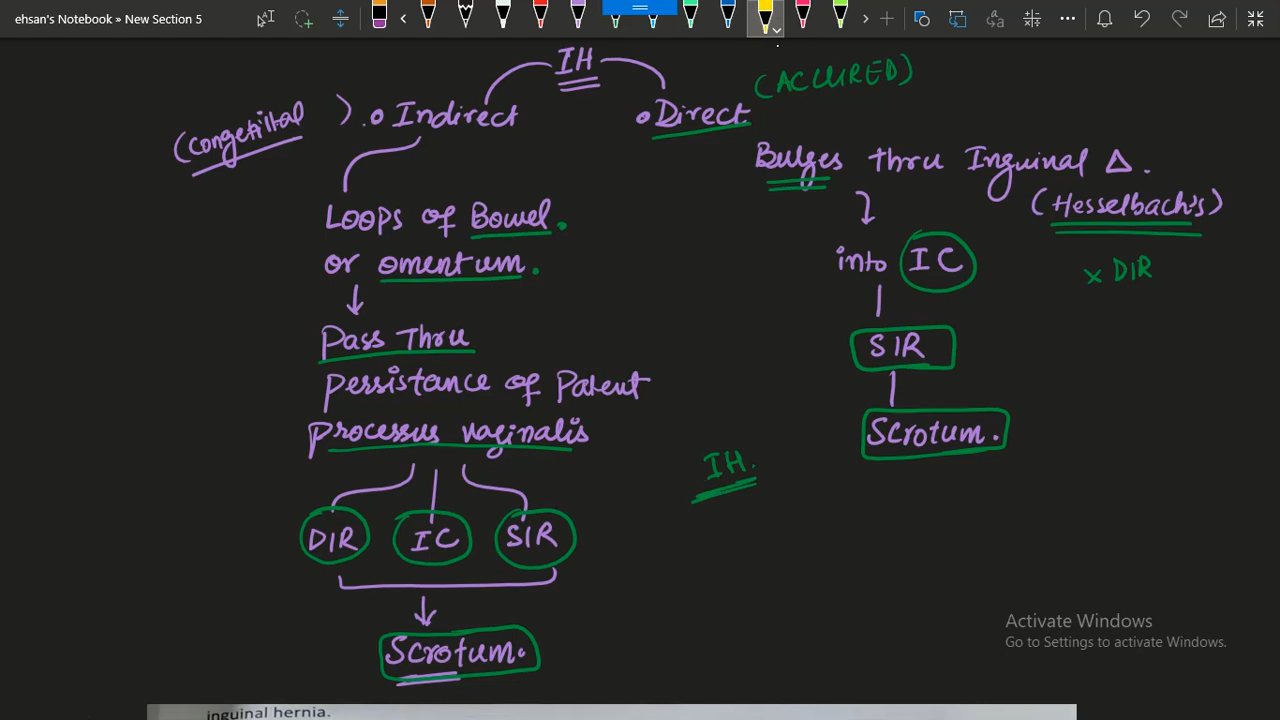 ehsan's Notebook » New Section 5
IH
(Congetiltal ). • Indirect
• Direct (ACCUIRED)
Loops of Bowel.
or omentum.
Pass Thru
Persistance of Patent
processus vaginalis
DIR IC SIR
Scrotum.
Bulges thru Inguinal Δ.
(Hesselbach's)
into IC
x DIR
SIR
Scrotum.
IH.
Activate Windows
Go to Settings to activate Windows.
inguinal hernia.